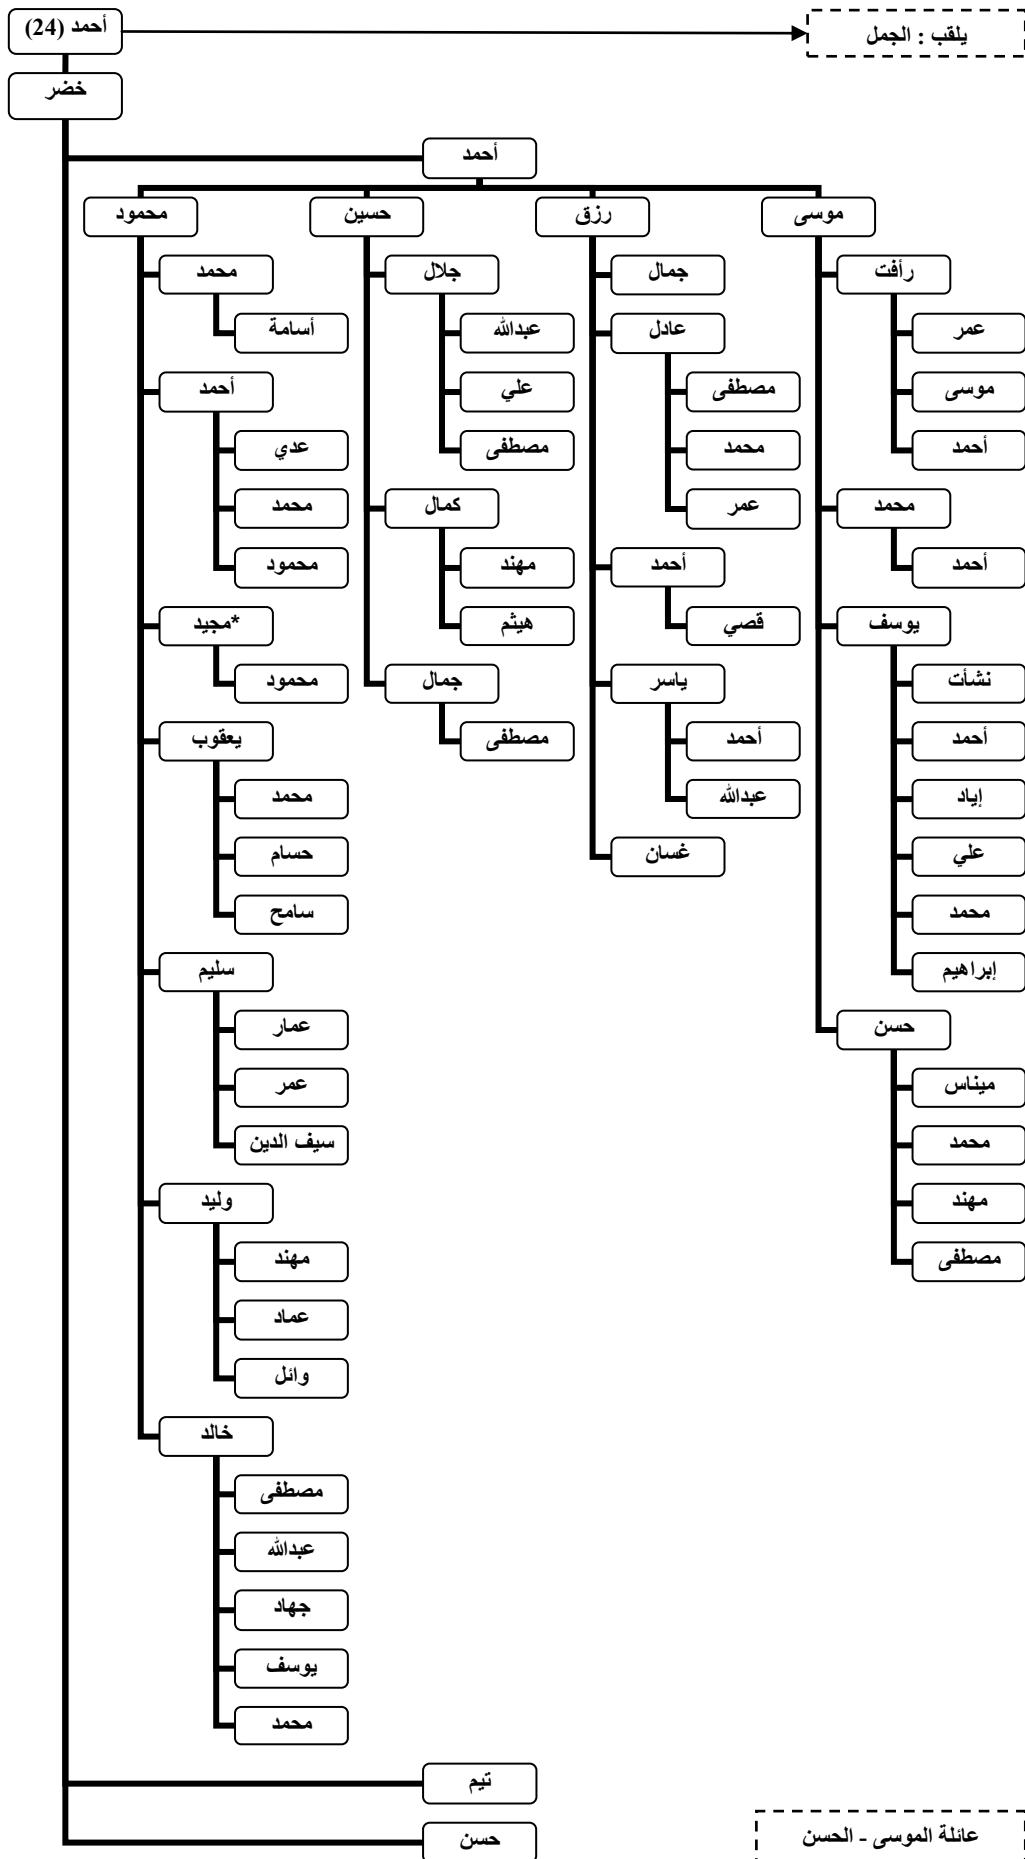 أحمد (24)
يلقب : الجمل
خضر
أحمد
محمود
محمد
أسامة
أحمد
عدي
محمد
محمود
*مجيد
محمود
يعقوب
محمد
حسام
سامح
سليم
عمار
عمر
سيف الدين
وليد
مهند
عماد
وائل
خالد
مصطفى
عبدالله
جهاد
يوسف
محمد
حسين
جلال
عبدالله
علي
مصطفى
كمال
مهند
هيثم
جمال
مصطفى
رزق
جمال
عادل
مصطفى
محمد
عمر
أحمد
قصي
ياسر
أحمد
عبدالله
غسان
موسى
رأفت
عمر
موسى
أحمد
محمد
أحمد
يوسف
نشأت
أحمد
إياد
علي
محمد
إبراهيم
حسن
ميناس
محمد
مهند
مصطفى
تيم
حسن
عائلة الموسى - الحسن